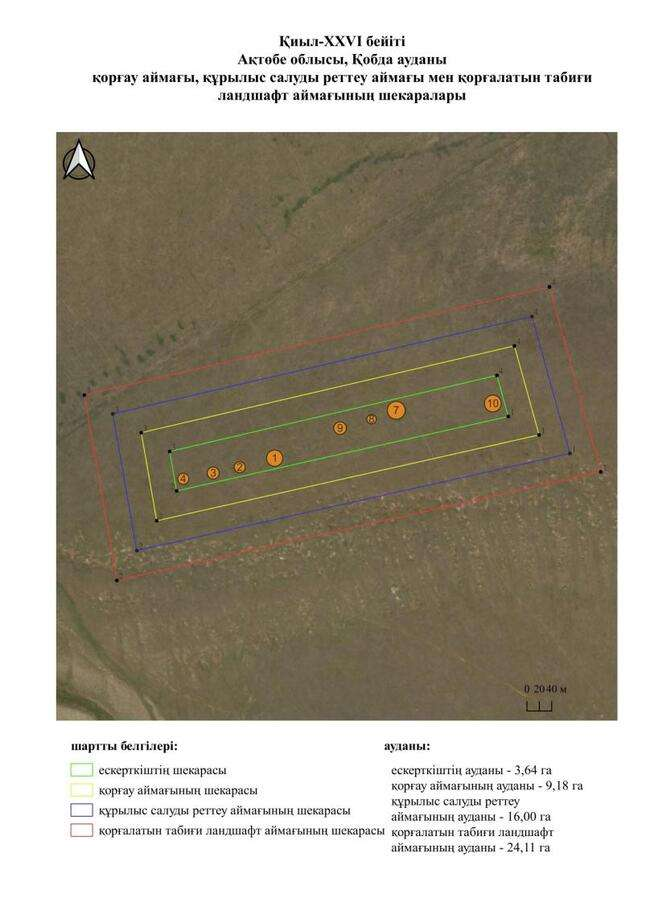 Қиыл-XXVI бейіті
Ақтөбе облысы, Қобда ауданы
қорғау аймағы, құрылыс салуды реттеу аймағы мен қорғалатын табиғи
ландшафт аймағының шекаралары
10
7
8
9
1
2
3
4
0 2040 м
шартты белгілері:
ескерткіштің шекарасы
қорғау аймағының шекарасы
құрылыс салуды реттеу аймағының шекарасы
қорғалатын табиғи ландшафт аймағының шекарасы
ауданы:
ескерткіштің ауданы - 3,64 га
қорғау аймағының ауданы - 9,18 га
құрылыс салуды реттеу
аймағының ауданы - 16,00 га
қорғалатын табиғи ландшафт
аймағының ауданы - 24,11 га